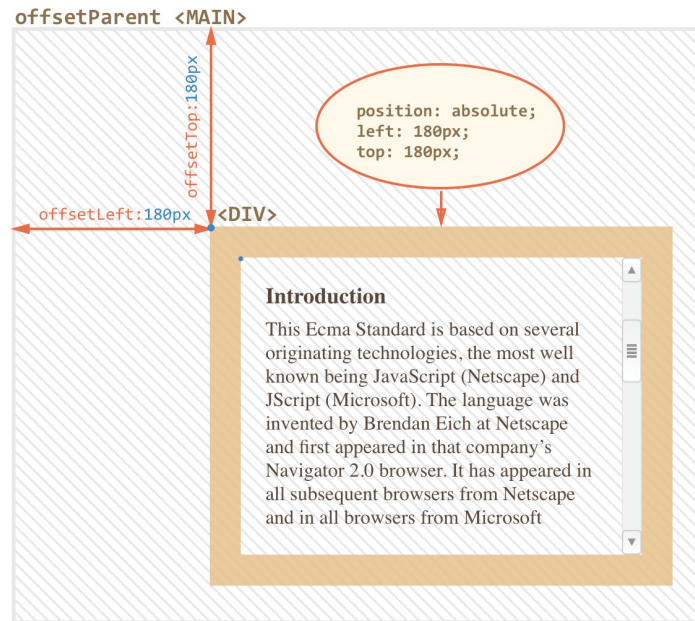 offsetParent <MAIN>
offsetTop:180px
position: absolute;
left: 180px;
top: 180px;
offsetLeft:180px
<DIV>
Introduction
This Ecma Standard is based on several
originating technologies, the most well
known being JavaScript (Netscape) and
JScript (Microsoft). The language was
invented by Brendan Eich at Netscape
and first appeared in that company’s
Navigator 2.0 browser. It has appeared in
all subsequent browsers from Netscape
and in all browsers from Microsoft